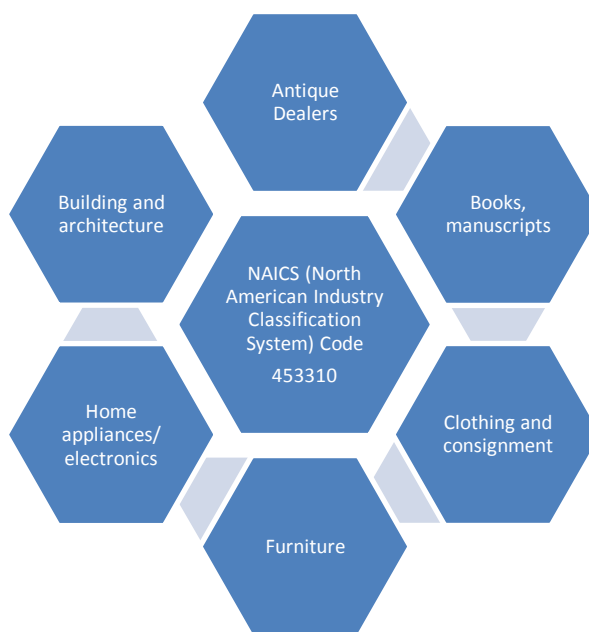 Antique
Dealers
Building and
architecture
Books,
manuscripts
NAICS (North
American Industry
Classification
System) Code
453310
Home
appliances/
electronics
Clothing and
consignment
Furniture